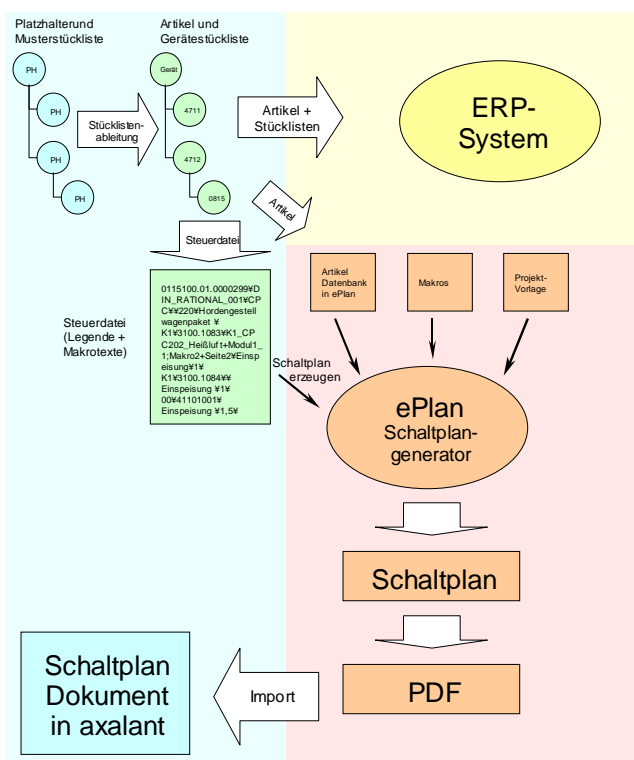 Platzhalterund
Musterstückliste
Artikel und
Gerätestückliste
PH
PH
PH
PH
Stücklisten-
ableitung
Gerät
4711
4712
0815
Artikel +
Stücklisten
ERP-
System
Artikel
Steuerdatei
Steuerdatei
(Legende +
Makrotexte)
0115100.01.0000299¥D
IN_RATIONAL_001¥CP
C¥¥220¥Hordengestell
wagenpaket ¥
K1¥3100.1083¥K1_CP
C202_Heißluft+Modul1_
1;Makro2+Seite2¥Einsp
eisung¥1¥
K1¥3100.1084¥¥
Einspeisung ¥1¥
00¥41101001¥
Einspeisung ¥1,5¥
Schaltplan
erzeugen
Artikel
Datenbank
in ePlan
Makros
Projekt-
Vorlage
ePlan
Schaltplan-
generator
Schaltplan
PDF
Import
Schaltplan
Dokument
in axalant